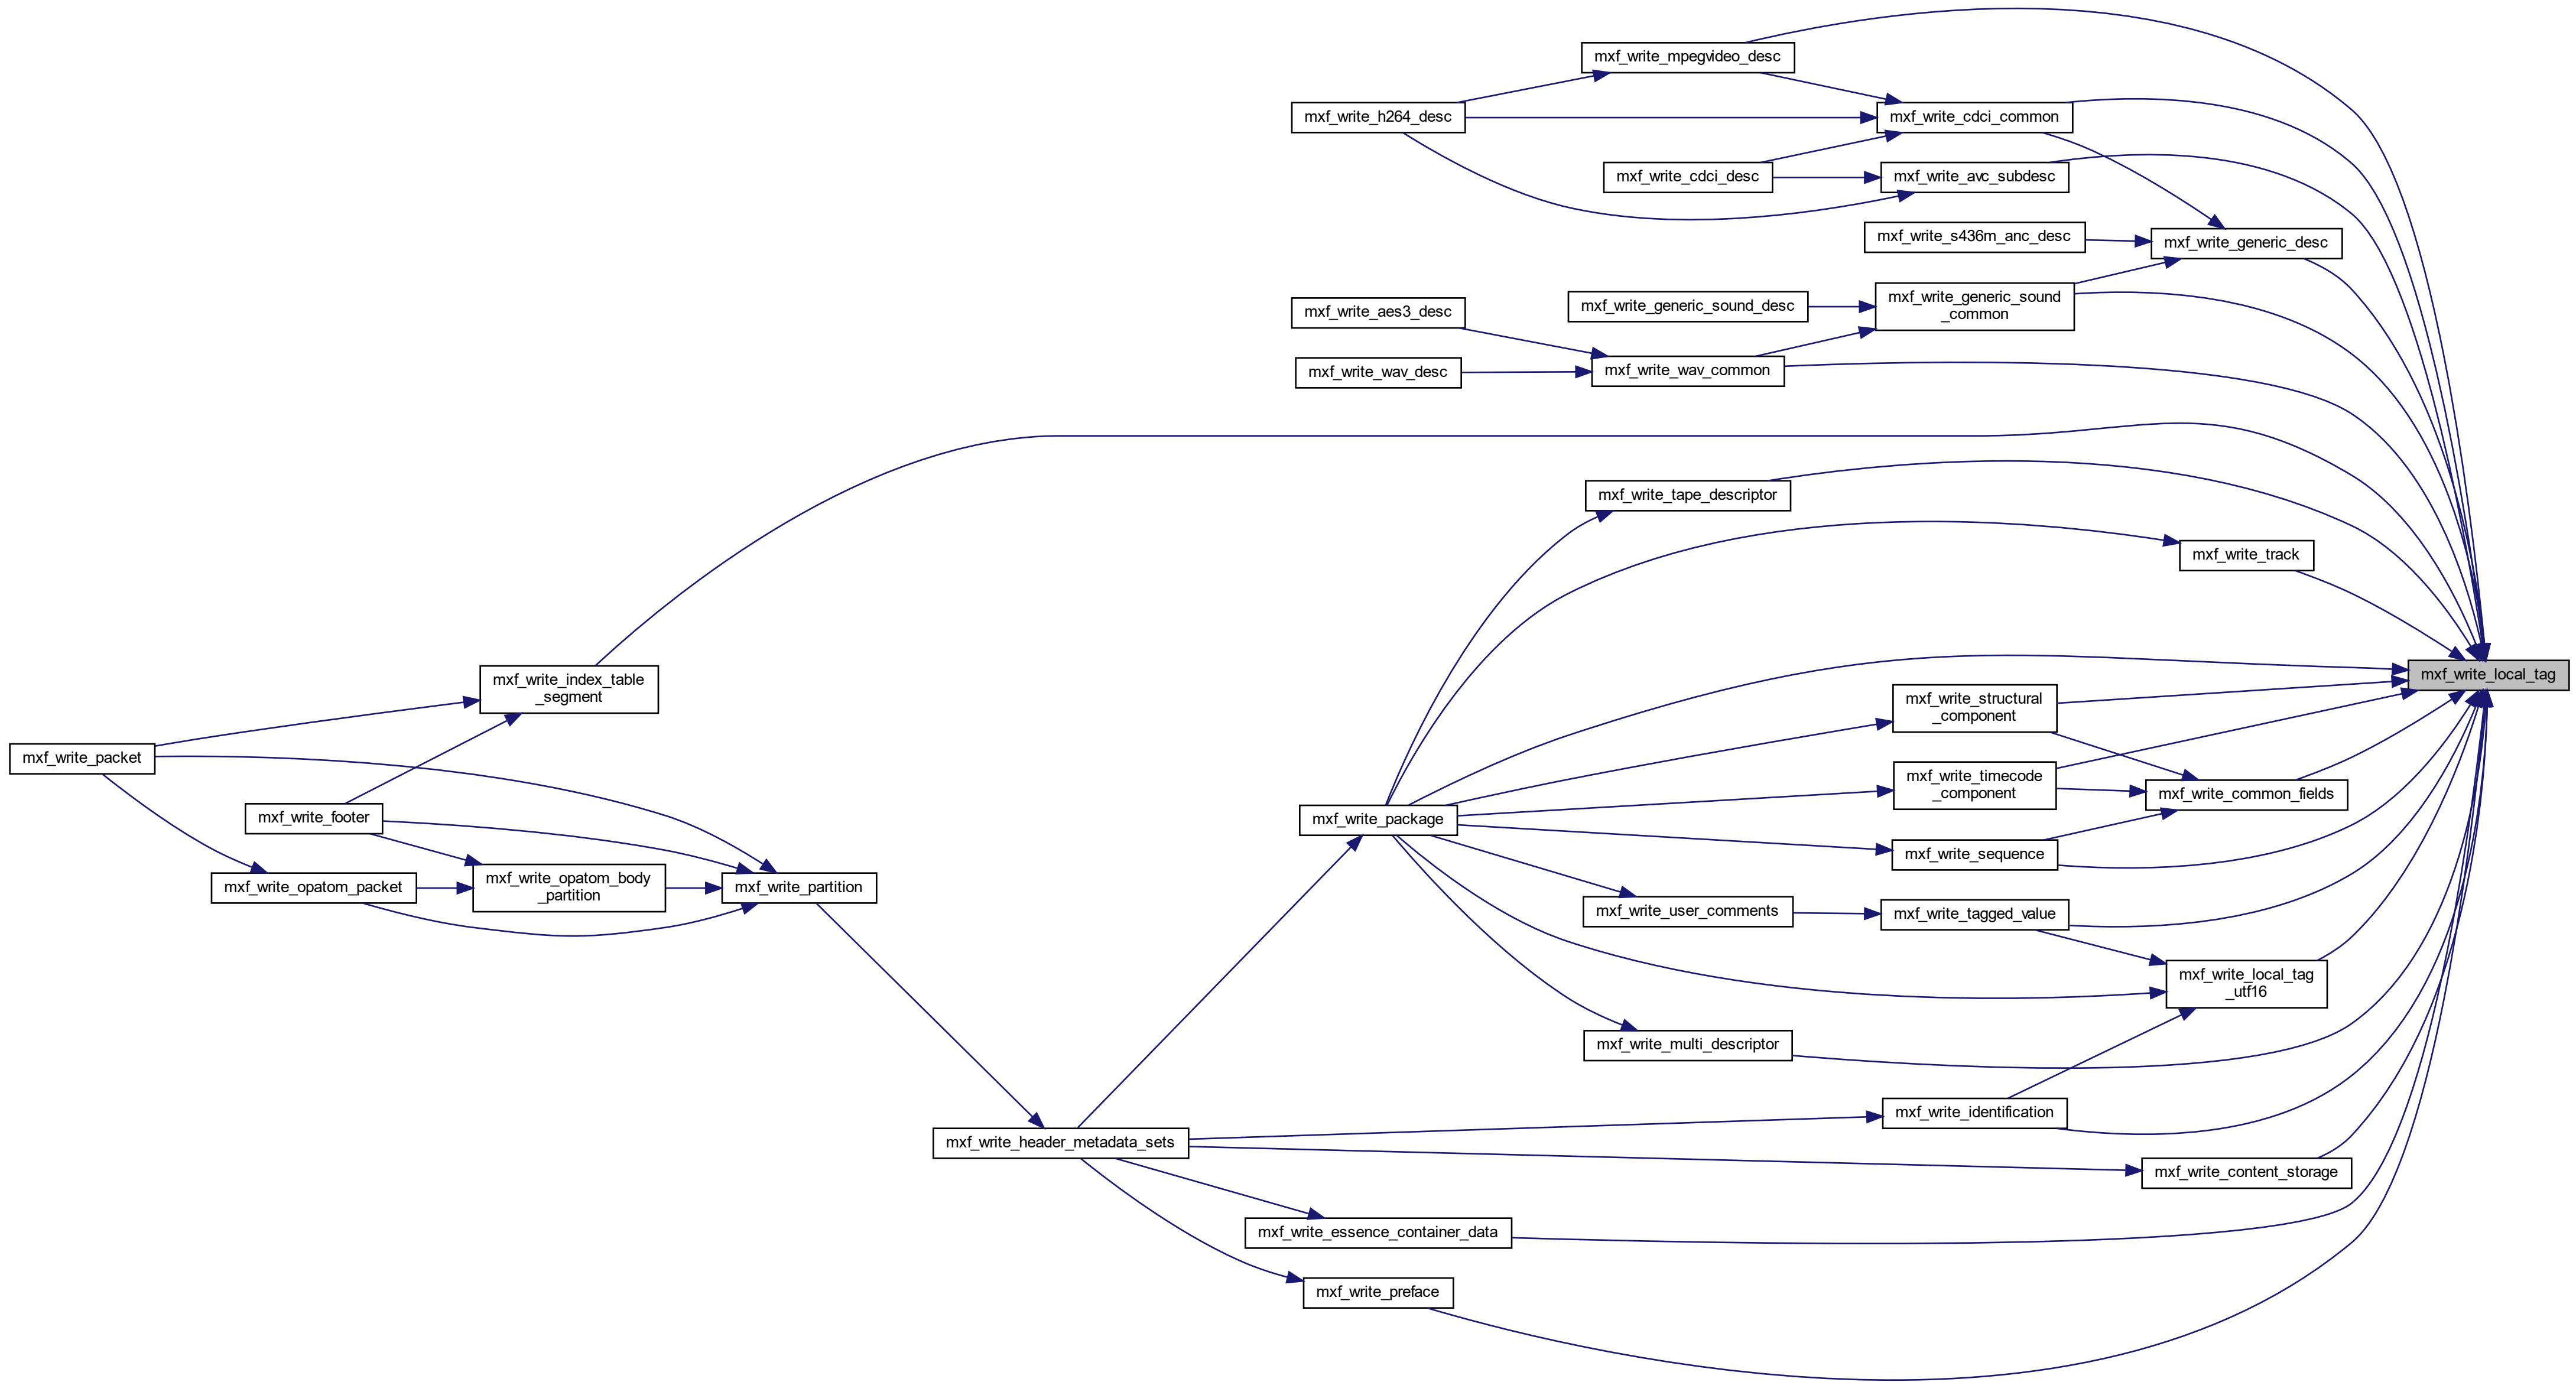 mxf_write_mpegvideo_desc
mxf_write_h264_desc
mxf_write_cdci_common
mxf_write_cdci_desc
mxf_write_avc_subdesc
mxf_write_s436m_anc_desc
mxf_write_generic_desc
mxf_write_aes3_desc
mxf_write_generic_sound_desc
mxf_write_generic_sound
_common
mxf_write_wav_desc
mxf_write_wav_common
mxf_write_tape_descriptor
mxf_write_track
mxf_write_local_tag
mxf_write_index_table
_segment
mxf_write_structural
_component
mxf_write_packet
mxf_write_timecode
_component
mxf_write_common_fields
mxf_write_footer
mxf_write_package
mxf_write_sequence
mxf_write_opatom_packet
mxf_write_opatom_body
_partition
mxf_write_partition
mxf_write_user_comments
mxf_write_tagged_value
mxf_write_local_tag
_utf16
mxf_write_multi_descriptor
mxf_write_identification
mxf_write_header_metadata_sets
mxf_write_content_storage
mxf_write_essence_container_data
mxf_write_preface